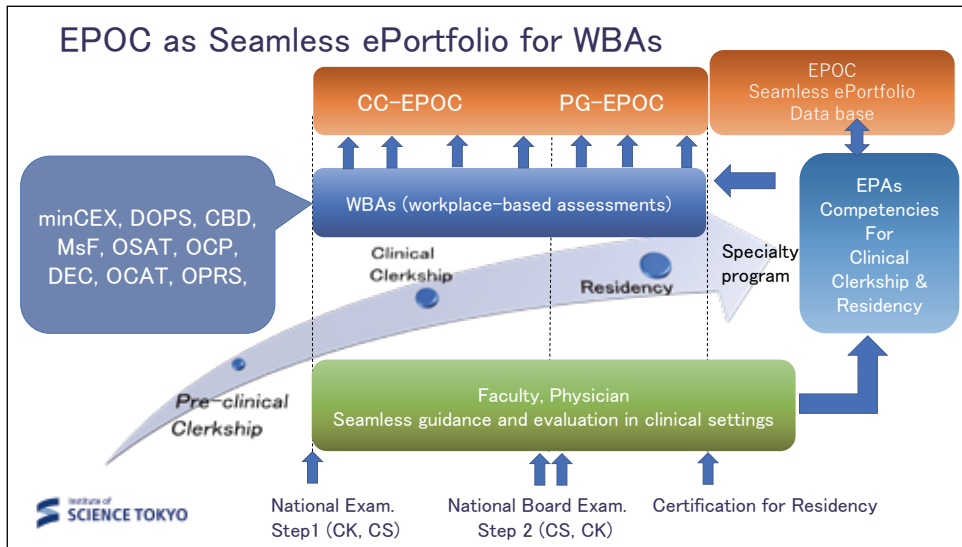 EPOC as Seamless ePortfolio for WBAs
CC-EPOC
PG-EPOC
EPOC
Seamless ePortfolio
Data base
minCEX, DOPS, CBD,
MsF, OSAT, OCP,
DEC, OCAT, OPRS,
WBAs (workplace-based assessments)
EPAs
Competencies
For
Clinical
Clerkship &
Residency
Clinical
Clerkship
Residency
Specialty
program
Pre-clinical
Clerkship
Faculty, Physician
Seamless guidance and evaluation in clinical settings
National Exam.
Step1 (CK, CS)
National Board Exam.
Step 2 (CS, CK)
Certification for Residency
Institute of
SCIENCE TOKYO